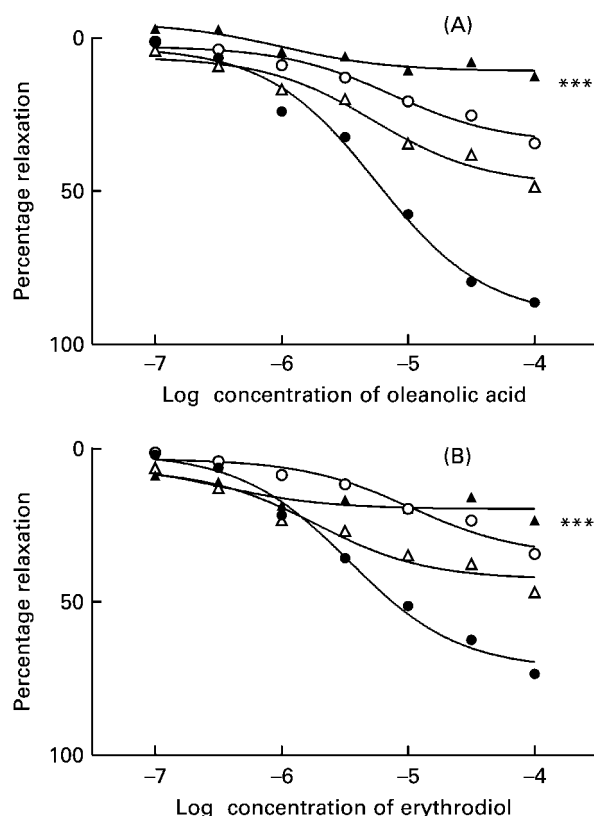 (A)
0
50
100
Percentage relaxation
***
–7 –6 –5 –4
Log concentration of oleanolic acid
(B)
0
50
100
Percentage relaxation
***
–7 –6 –5 –4
Log concentration of erythrodiol